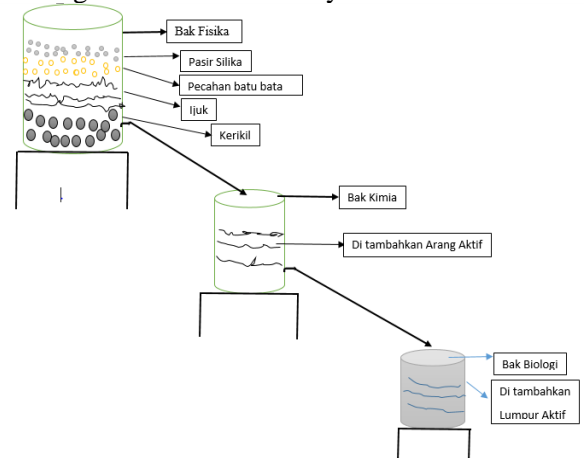 Bak Fisika
Pasir Silika
Pecahan batu bata
Ijuk
Kerikil
Bak Kimia
Di tambahkan Arang Aktif
Bak Biologi
Di tambahkan
Lumpur Aktif